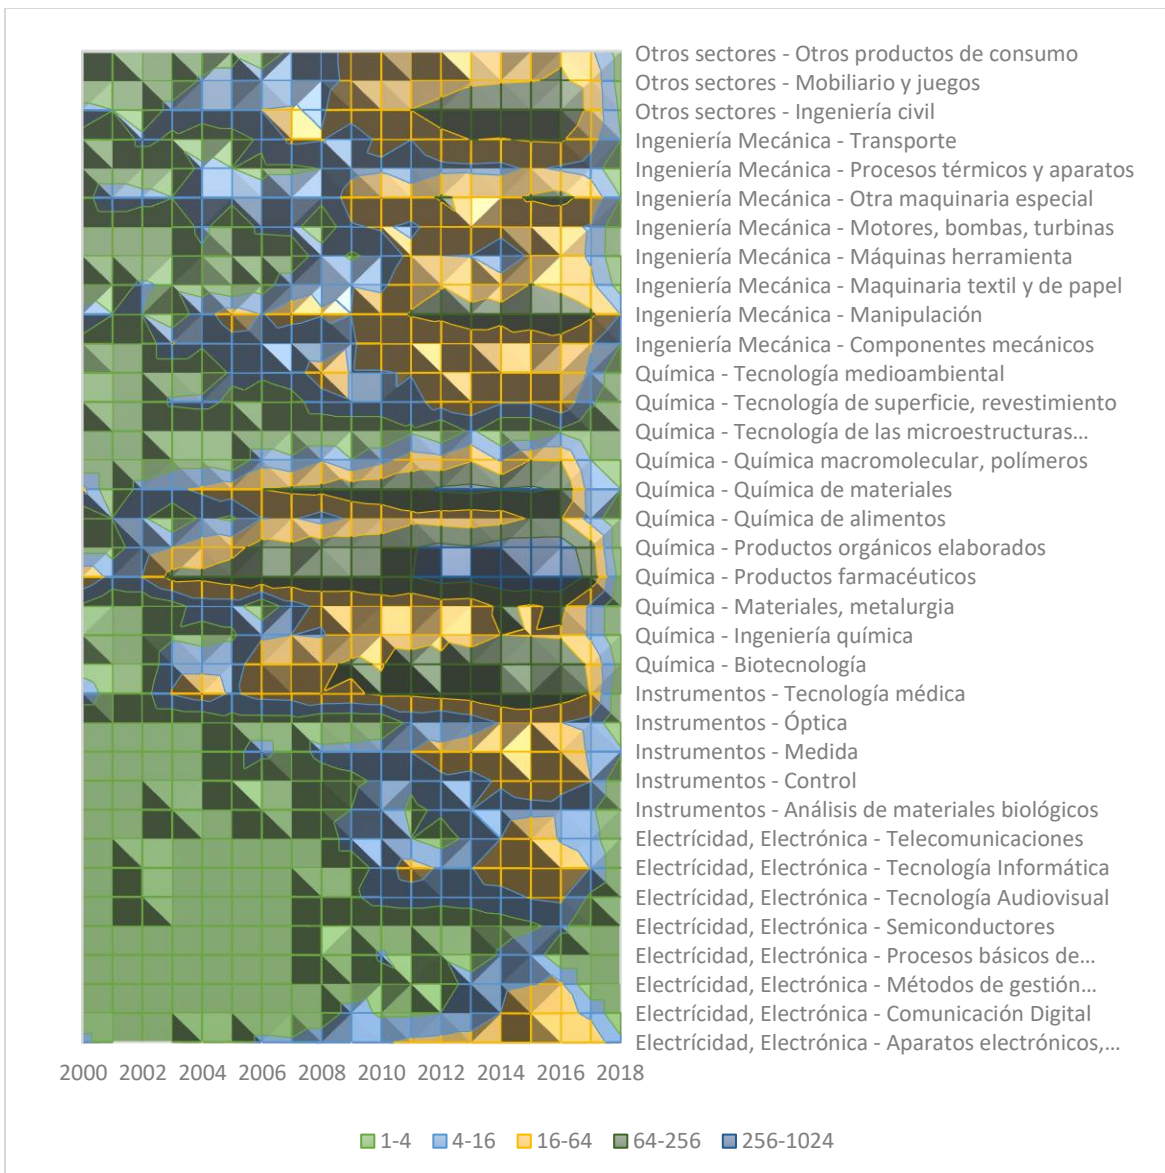 Otros sectores - Otros productos de consumo
Otros sectores - Mobiliario y juegos
Otros sectores - Ingeniería civil
Ingeniería Mecánica - Transporte
Ingeniería Mecánica - Procesos térmicos y aparatos
Ingeniería Mecánica - Otra maquinaria especial
Ingeniería Mecánica - Motores, bombas, turbinas
Ingeniería Mecánica - Máquinas herramienta
Ingeniería Mecánica - Maquinaria textil y de papel
Ingeniería Mecánica - Manipulación
Ingeniería Mecánica - Componentes mecánicos
Química - Tecnología medioambiental
Química - Tecnología de superficie, revestimiento
Química - Tecnología de las microestructuras...
Química - Química macromolecular, polímeros
Química - Química de materiales
Química - Química de alimentos
Química - Productos orgánicos elaborados
Química - Productos farmacéuticos
Química - Materiales, metalurgia
Química - Ingeniería química
Química - Biotecnología
Instrumentos - Tecnología médica
Instrumentos - Óptica
Instrumentos - Medida
Instrumentos - Control
Instrumentos - Análisis de materiales biológicos
Electrícidad, Electrónica - Telecomunicaciones
Electrícidad, Electrónica - Tecnología Informática
Electrícidad, Electrónica - Tecnología Audiovisual
Electrícidad, Electrónica - Semiconductores
Electrícidad, Electrónica - Procesos básicos de...
Electrícidad, Electrónica - Métodos de gestión...
Electrícidad, Electrónica - Comunicación Digital
Electrícidad, Electrónica - Aparatos electrónicos,...
2000 2002 2004 2006 2008 2010 2012 2014 2016 2018
1-4 4-16 16-64 64-256 256-1024